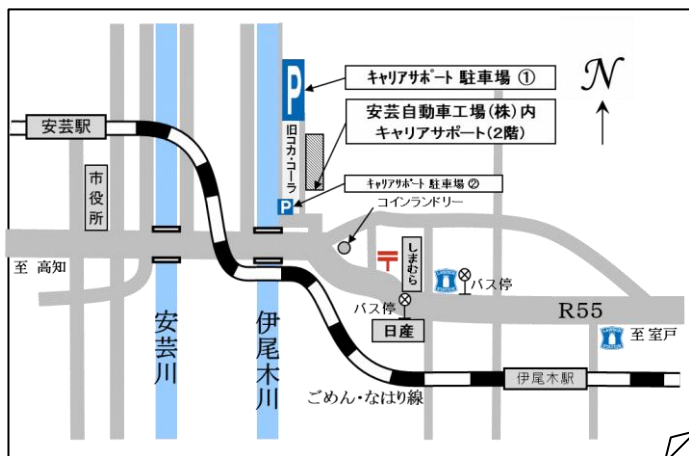 キャリアサポート 駐車場 ①
安芸自動車工場(株)内
キャリアサポート(2階)
キャリアサポート 駐車場 ②
コインランドリー
N
P
旧コカ・コーラ
P
安芸駅
市役所
至 高知
安芸川
伊尾木川
しまむら
バス停
バス停
日産
R55
至 室戸
伊尾木駅
ごめん・なはり線